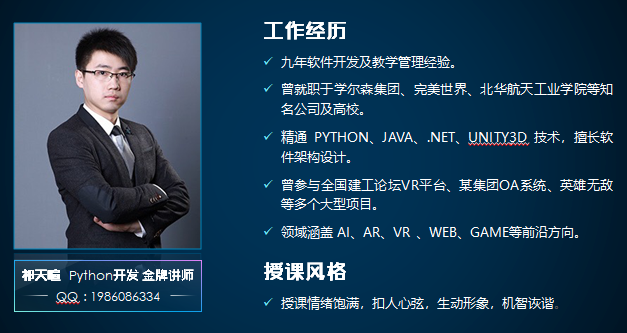 工作经历
九年软件开发及教学管理经验。
曾就职于学尔森集团、完美世界、北华航天工业学院等知
名公司及高校。
精通 PYTHON、JAVA、.NET、UNITY3D 技术，擅长软
件架构设计。
曾参与全国建工论坛VR平台、某集团OA系统、英雄无敌
等多个大型项目。
领域涵盖 AI、AR、VR 、WEB、GAME等前沿方向。
授课风格
授课情绪饱满，扣人心弦，生动形象，机智诙谐。
祁天暄 Python开发 金牌讲师
QQ：1986086334